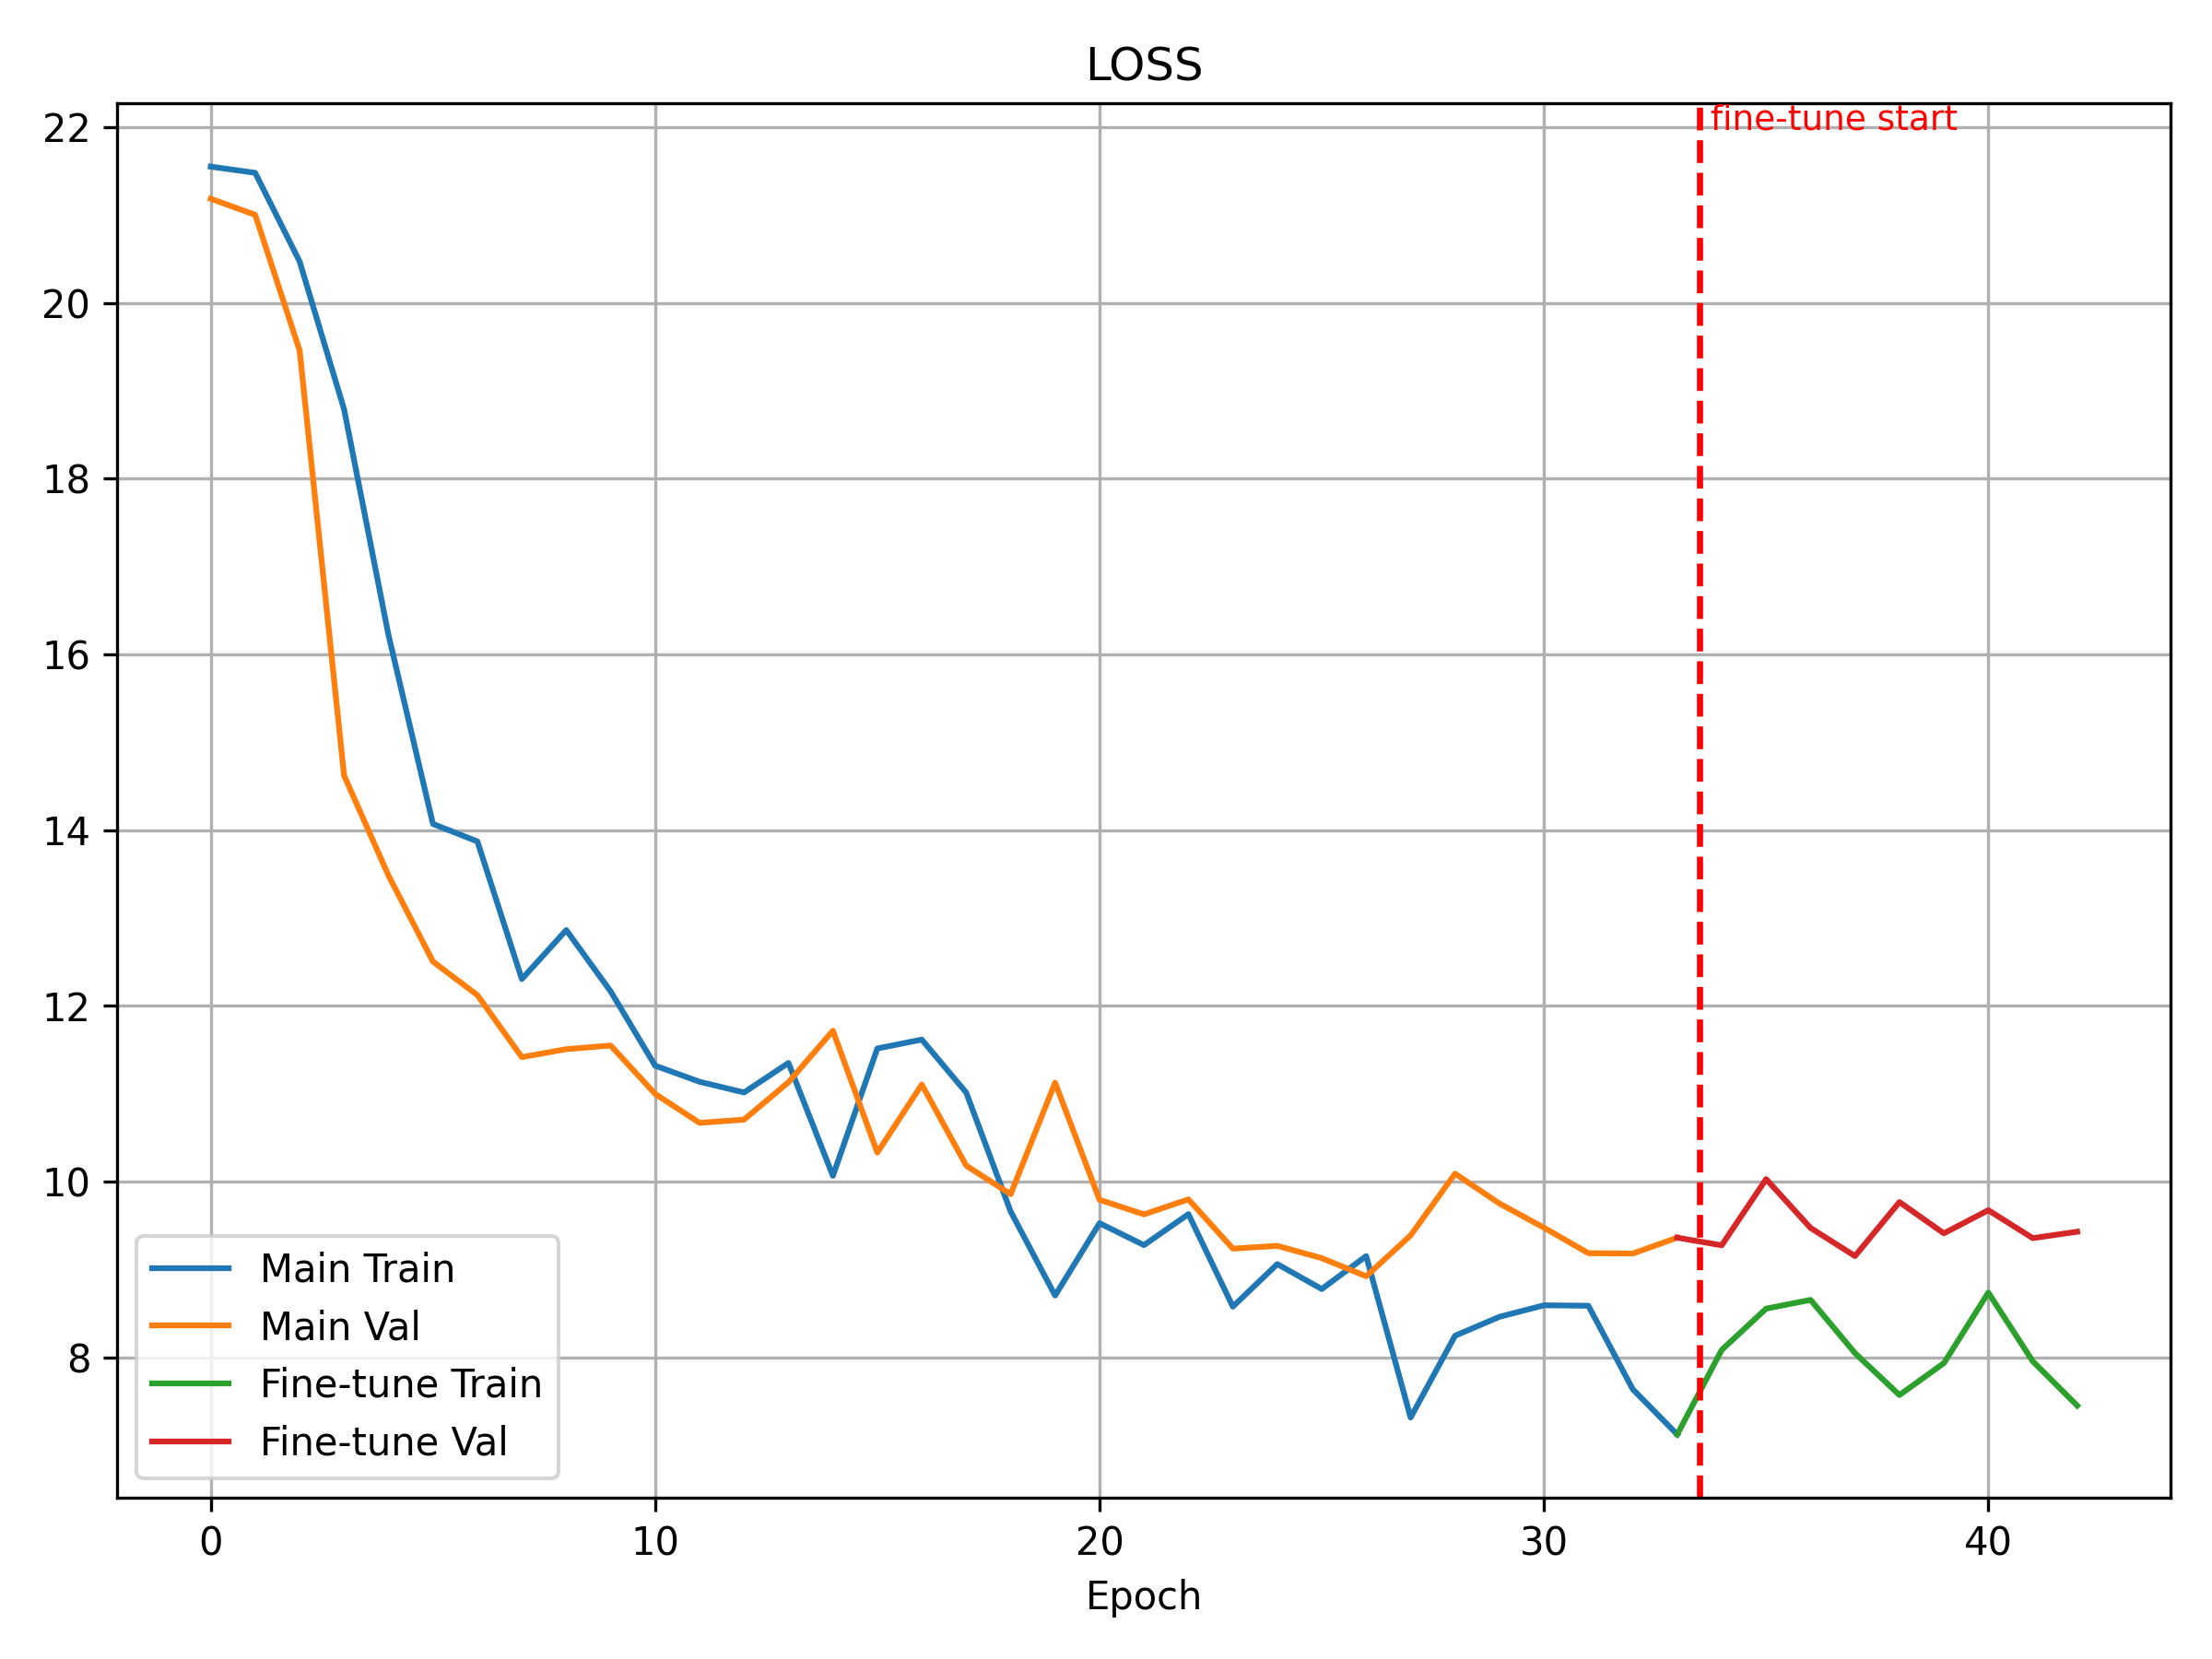 LOSS
fine-tune start
22
20
18
16
14
12
10
8
Main Train
Main Val
Fine-tune Train
Fine-tune Val
0 10 20 30 40
Epoch